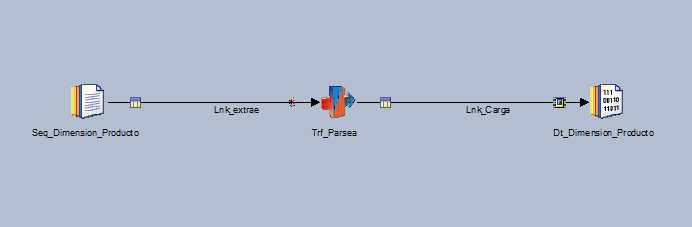 Lnk_extrae
Lnk_Carga
Seq_Dimension_Producto
Trf_Parsea
Dt_Dimension_Producto
111
00110
11011